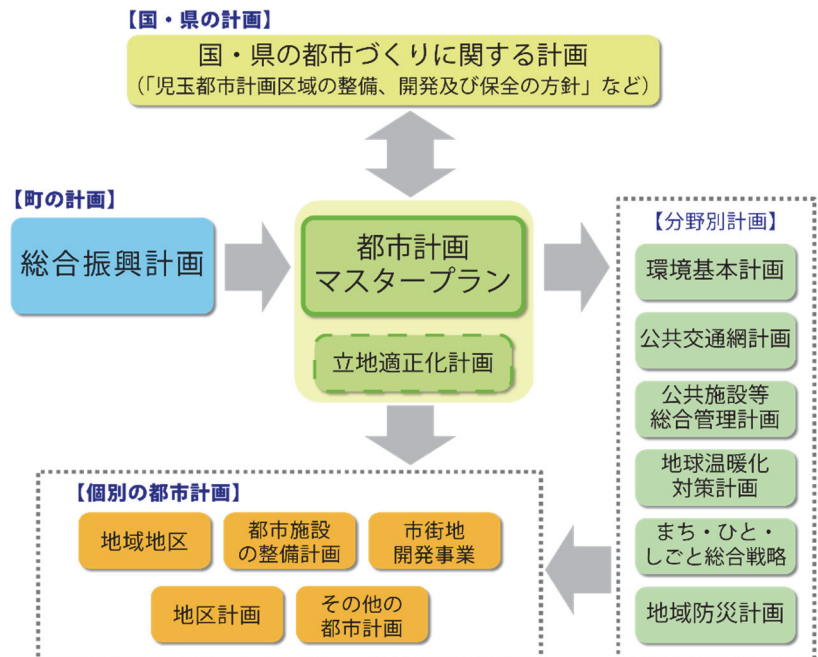 【国・県の計画】
国・県の都市づくりに関する計画
（「児玉都市計画区域の整備、開発及び保全の方針」など）
【町の計画】
総合振興計画
都市計画
マスタープラン
立地適正化計画
【分野別計画】
環境基本計画
公共交通網計画
公共施設等
総合管理計画
地球温暖化
対策計画
まち・ひと・
しごと総合戦略
地域防災計画
【個別の都市計画】
地域地区
都市施設
の整備計画
市街地
開発事業
地区計画
その他の
都市計画